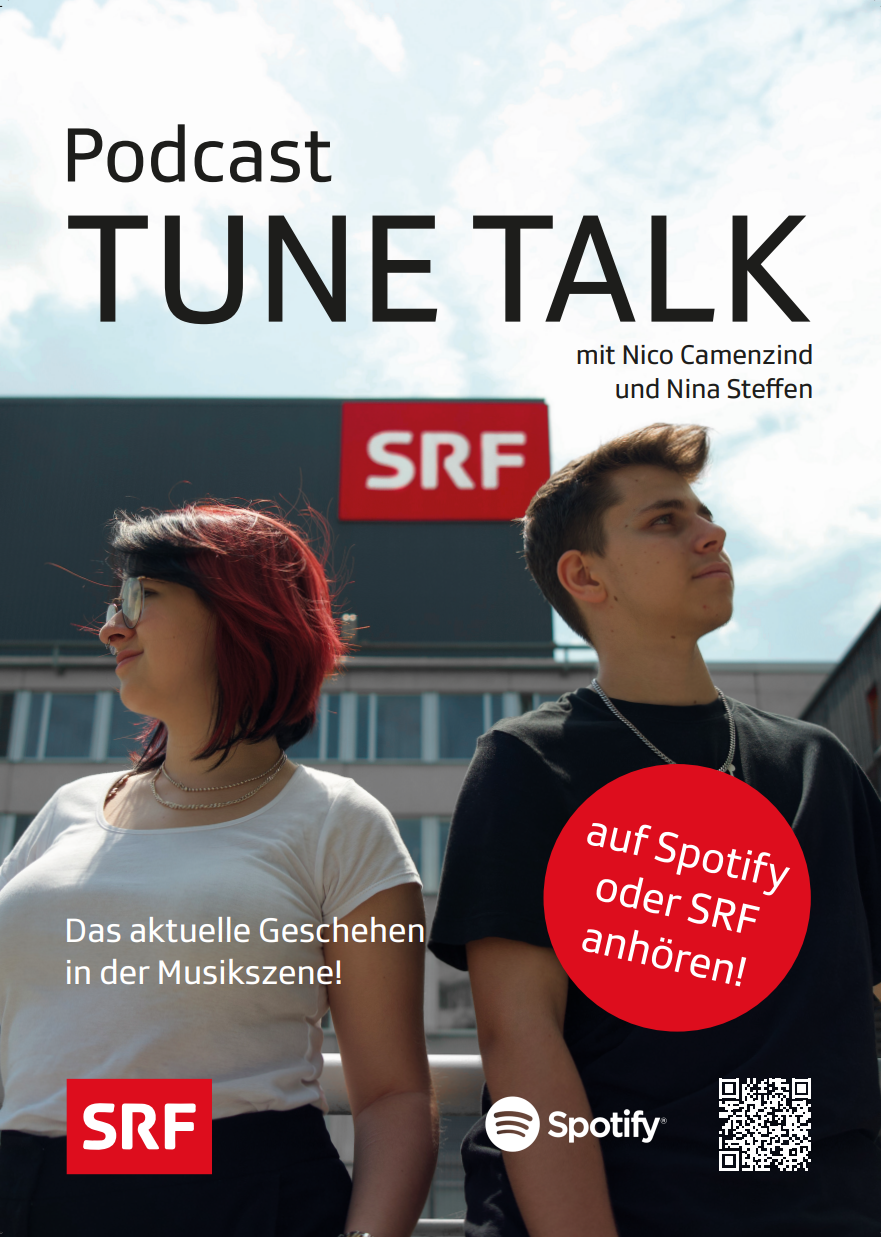 Podcast
TUNE TALK
mit Nico Camenzind
und Nina Steffen
SRF
auf Spotify
oder SRF
anhören!
Das aktuelle Geschehen
in der Musikszene!
SRF
Spotify®